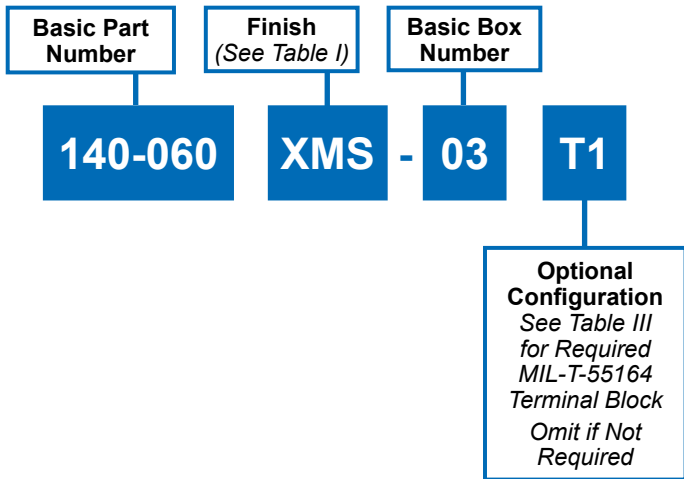 Basic Part
Number
Finish
(See Table I)
Basic Box
Number
140-060 XMS - 03 T1
Optional
Configuration
See Table III
for Required
MIL-T-55164
Terminal Block
Omit if Not
Required